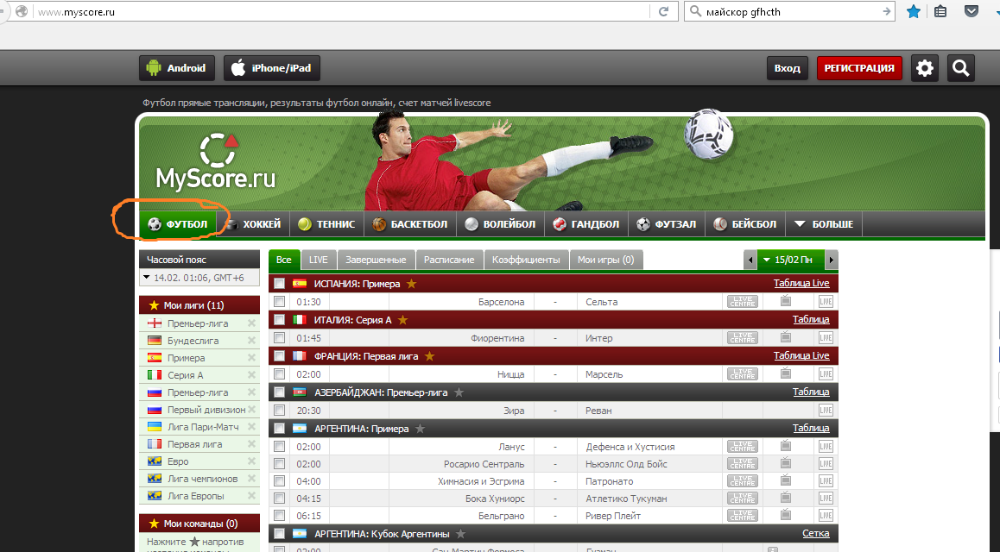 www.myscore.ru
майскор gfhcth
Android
iPhone/iPad
Вход
РЕГИСТРАЦИЯ
Футбол прямые трансляции, результаты футбол онлайн, счет матчей livescore
MyScore.ru
ФУТБОЛ ХОККЕЙ ТЕННИС БАСКЕТБОЛ ВОЛЕЙБОЛ ГАНДБОЛ ФУТЗАЛ БЕЙСБОЛ БОЛЬШЕ
Часовой пояс
14.02. 01:06, GMT+6
Мои лиги (11)
Премьер-лига
Бундеслига
Примера
Серия А
Премьер-лига
Первый дивизион
Лига Пари-Матч
Первая лига
Евро
Лига чемпионов
Лига Европы
Мои команды (0)
Нажмите напротив
Все LIVE Завершенные Расписание Коэффициенты Мои игры (0) 15/02 Пн
ИСПАНИЯ: Примера Таблица Live
01:30 Барселона - Сельта LIVE CENTRE LIVE
ИТАЛИЯ: Серия А Таблица
01:45 Фиорентина - Интер LIVE CENTRE LIVE
ФРАНЦИЯ: Первая лига Таблица Live
02:00 Ницца - Марсель LIVE CENTRE LIVE
АЗЕРБАЙДЖАН: Премьер-лига Таблица
20:30 Зира - Реван LIVE
АРГЕНТИНА: Примера Таблица
02:00 Ланус - Дефенса и Хустисия LIVE CENTRE LIVE
02:00 Росарио Сентраль - Ньюэллс Олд Бойс LIVE CENTRE LIVE
04:00 Химнасия и Эсгрима - Патронато LIVE CENTRE LIVE
04:15 Бока Хуниорс - Атлетико Тукуман LIVE CENTRE LIVE
06:15 Бельграно - Ривер Плейт LIVE CENTRE LIVE
АРГЕНТИНА: Кубок Аргентины Сетка